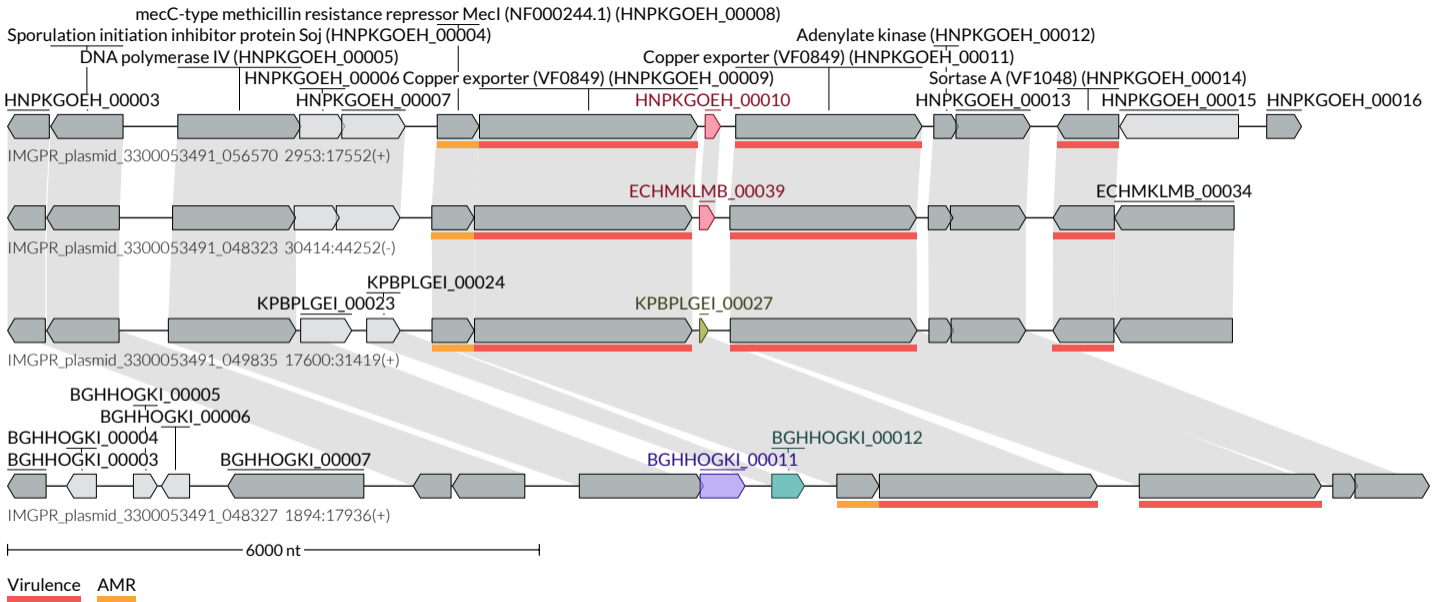 mecC-type methicillin resistance repressor MecI (NF000244.1) (HNPKGOEH_00008)
Sporulation initiation inhibitor protein Soj (HNPKGOEH_00004) Adenylate kinase (HNPKGOEH_00012)
DNA polymerase IV (HNPKGOEH_00005) Copper exporter (VF0849) (HNPKGOEH_00011)
HNPKGOEH_00006 Copper exporter (VF0849) (HNPKGOEH_00009) Sortase A (VF1048) (HNPKGOEH_00014)
HNPKGOEH_00003 HNPKGOEH_00007 HNPKGOEH_00010 HNPKGOEH_00013 HNPKGOEH_00015 HNPKGOEH_00016
IMGPR_plasmid_3300053491_056570 2953:17552(+)
ECHMKLMB_00039 ECHMKLMB_00034
IMGPR_plasmid_3300053491_048323 30414:44252(-)
KPBPLGEI_00024
KPBPLGEI_00023 KPBPLGEI_00027
IMGPR_plasmid_3300053491_049835 17600:31419(+)
BGHHOGKI_00005
BGHHOGKI_00006
BGHHOGKI_00004 BGHHOGKI_00012
BGHHOGKI_00003 BGHHOGKI_00007 BGHHOGKI_00011
IMGPR_plasmid_3300053491_048327 1894:17936(+)
6000 nt
Virulence AMR